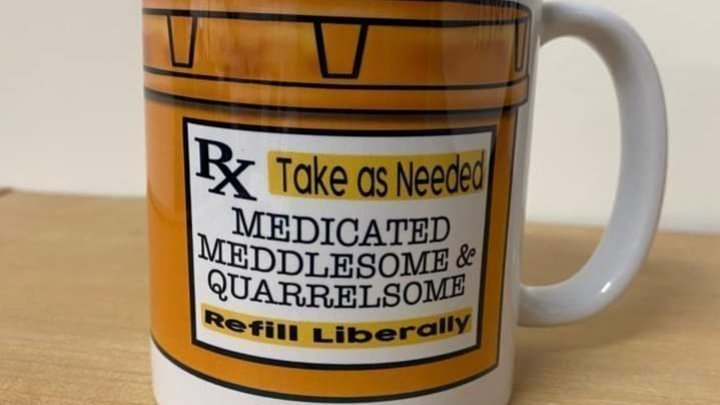 Rx Take as Needed
MEDICATED
MEDDLESOME &
QUARRELSOME
Refill Liberally